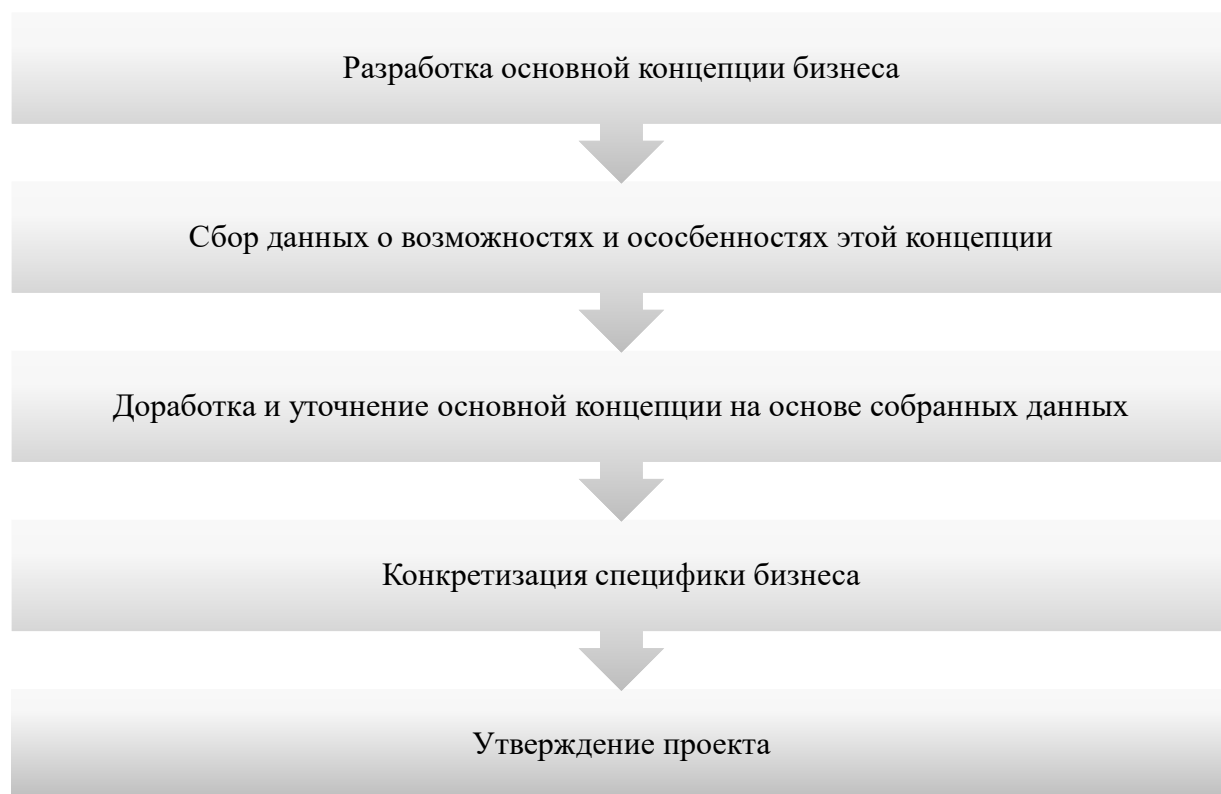 Разработка основной концепции бизнеса
Сбор данных о возможностях и ососбенностях этой концепции
Доработка и уточнение основной концепции на основе собранных данных
Конкретизация специфики бизнеса
Утверждение проекта